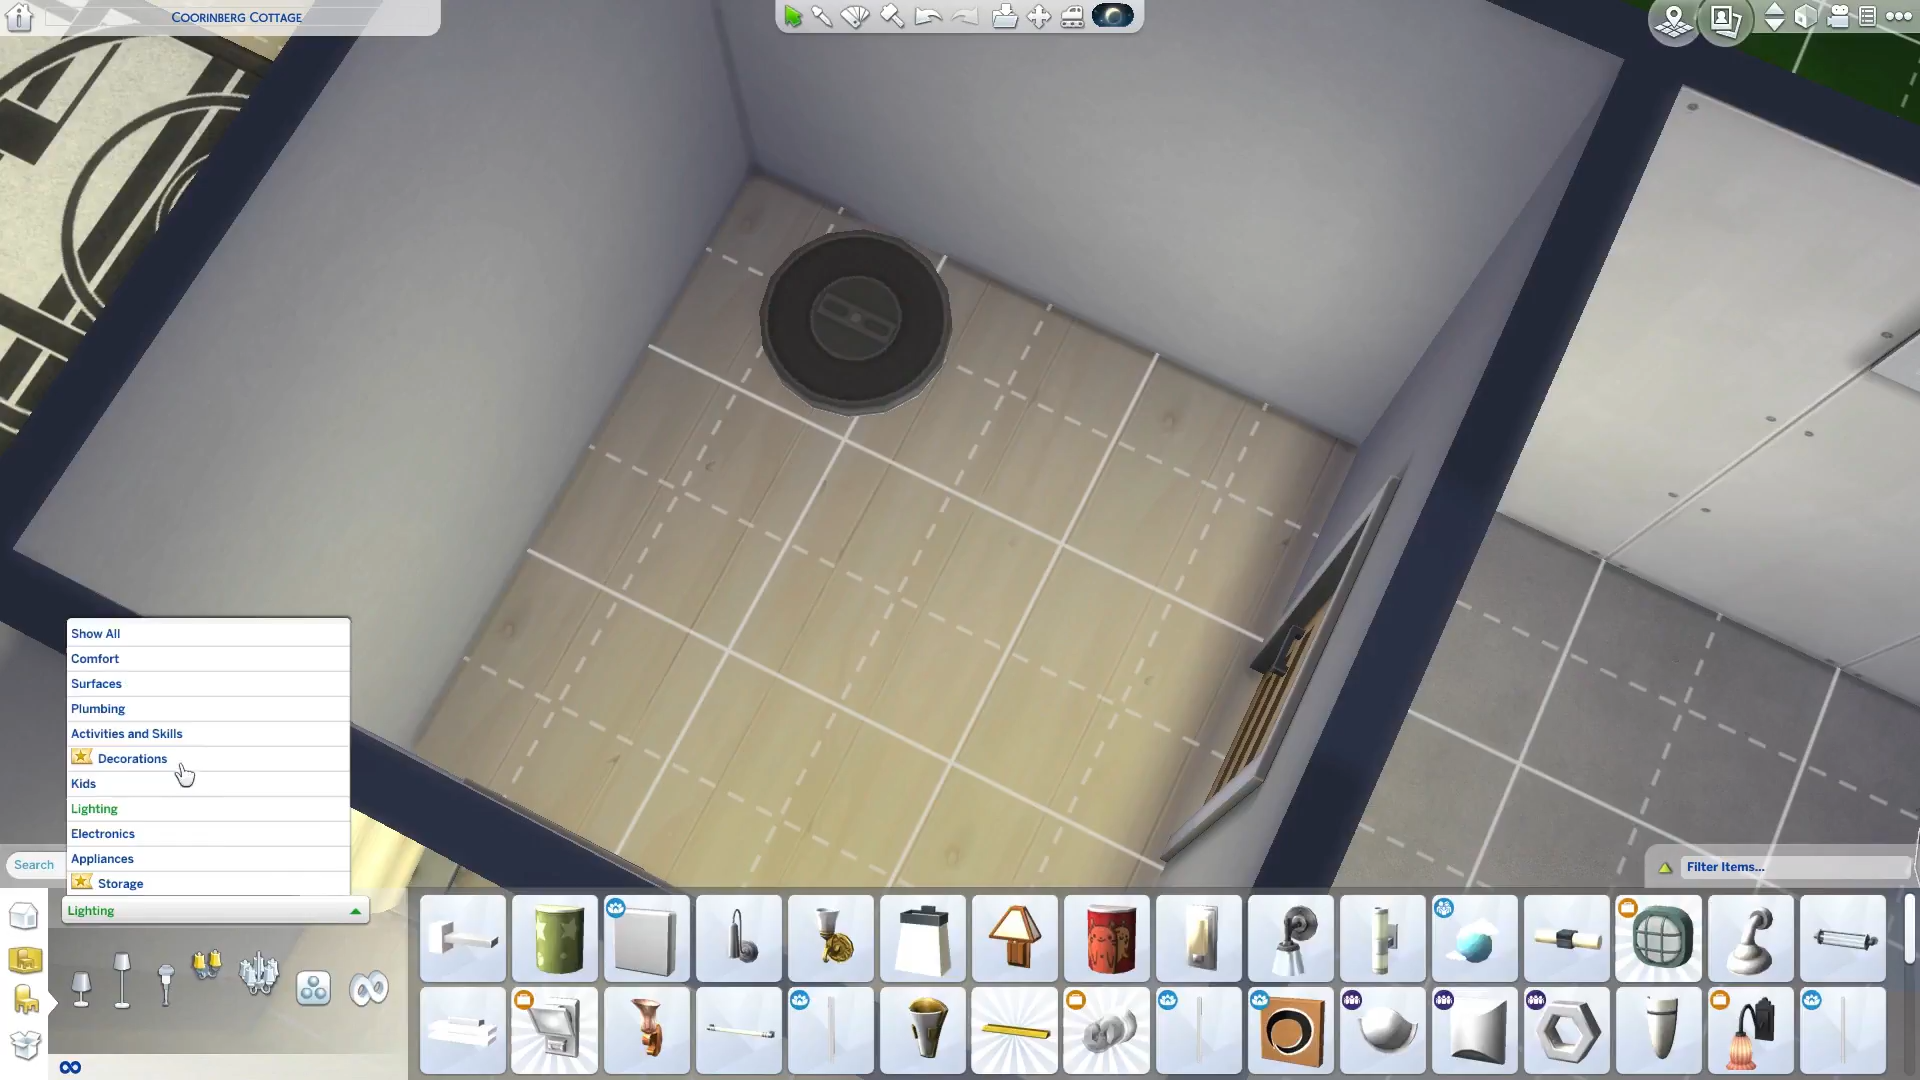 Coorinberg Cottage
Show All
Comfort
Surfaces
Plumbing
Activities and Skills
Decorations
Kids
Lighting
Electronics
Appliances
Storage
Search
Filter Items...
Lighting